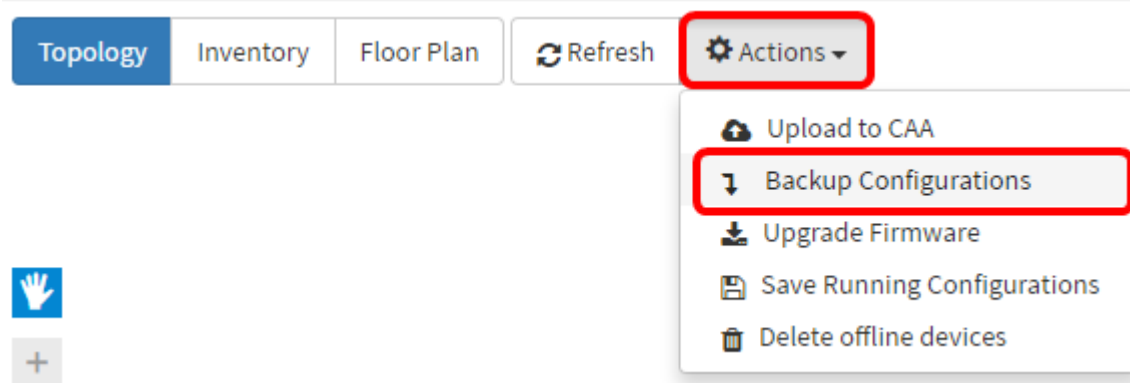 Topology Inventory Floor Plan Refresh Actions
Upload to CAA
Backup Configurations
Upgrade Firmware
Save Running Configurations
Delete offline devices